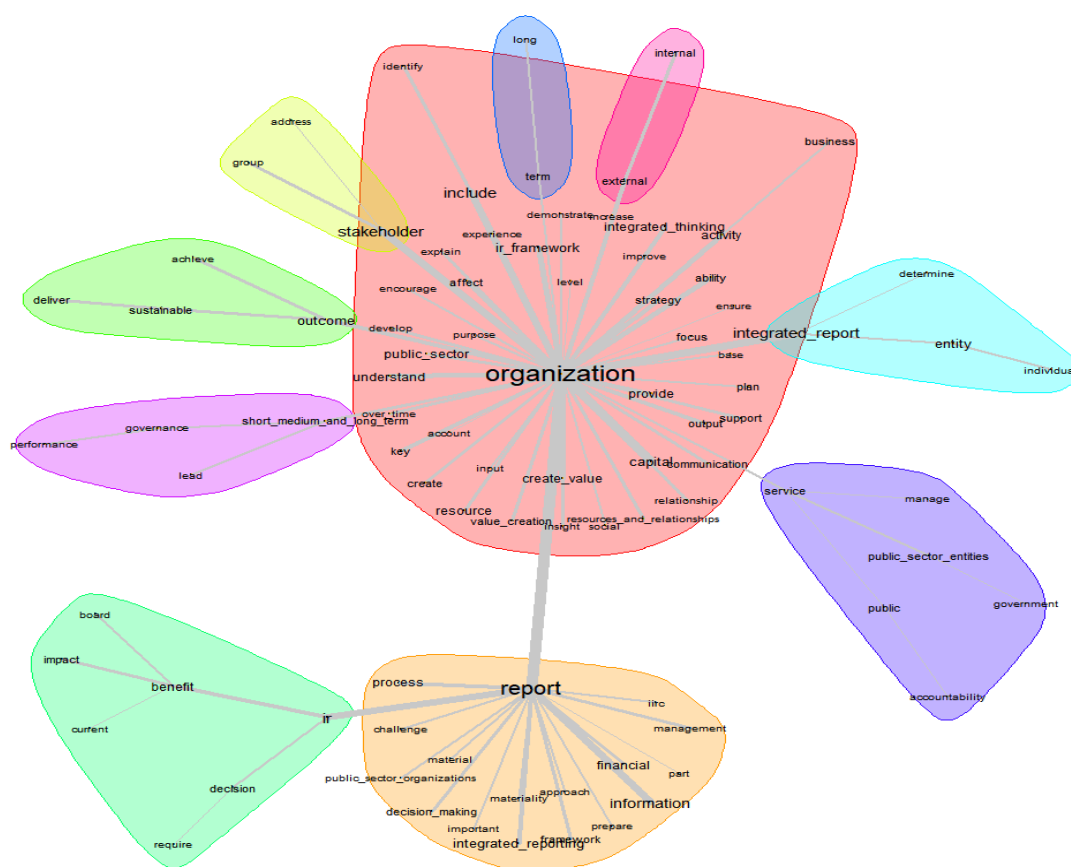 long
internal
identify
address
business
group
term
external
include
demonstrate
increase
stakeholder
experience
integrated_thinking
activity
explain
ir_framework
improve
achieve
determine
affect
level
ability
encourage
deliver
sustainable
strategy
ensure
outcome
develop
purpose
focus
integrated_report
entity
public_sector
base
individual
understand
organization
plan
provide
over_time
short_medium_and_long_term
support
governance
output
performance
account
key
capital
communication
lead
input
create_value
create
service
manage
relationship
resource
value_creation
insight
social
resources_and_relationships
public_sector_entities
public
government
board
accountability
impact
process
benefit
report
iirc
ir
current
challenge
management
material
financial
part
public_sector_organizations
decision
approach
materiality
information
decision_making
important
prepare
require
integrated_reporting
framework